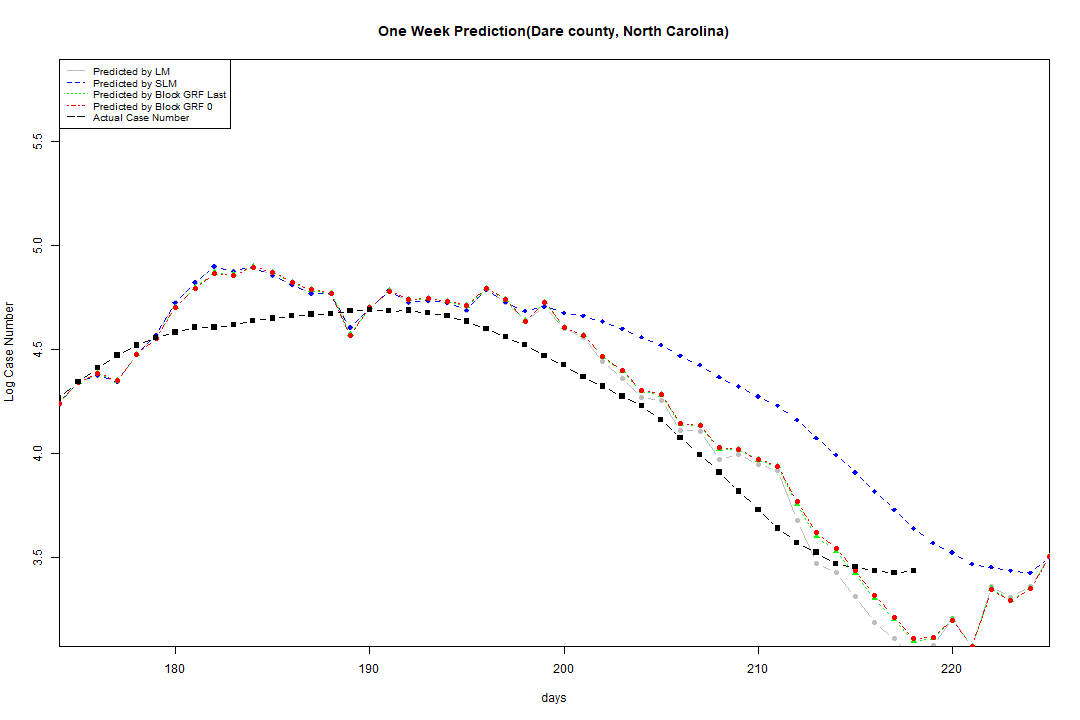 One Week Prediction(Dare county, North Carolina)
Predicted by LM
Predicted by SLM
Predicted by Block GRF Last
Predicted by Block GRF 0
Actual Case Number
5.5
5.0
4.5
4.0
3.5
Log Case Number
180 190 200 210 220
days